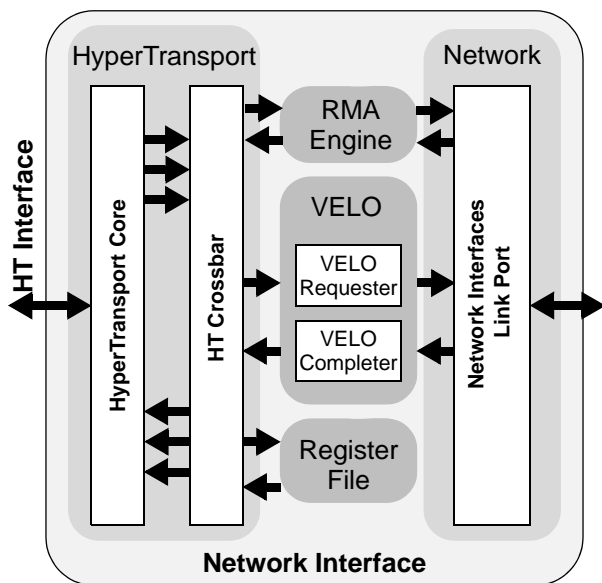 HyperTransport
Network
RMA
Engine
VELO
VELO
Requester
VELO
Completer
Register
File
HT Interface
HyperTransport Core
HT Crossbar
Network Interfaces
Link Port
Network Interface